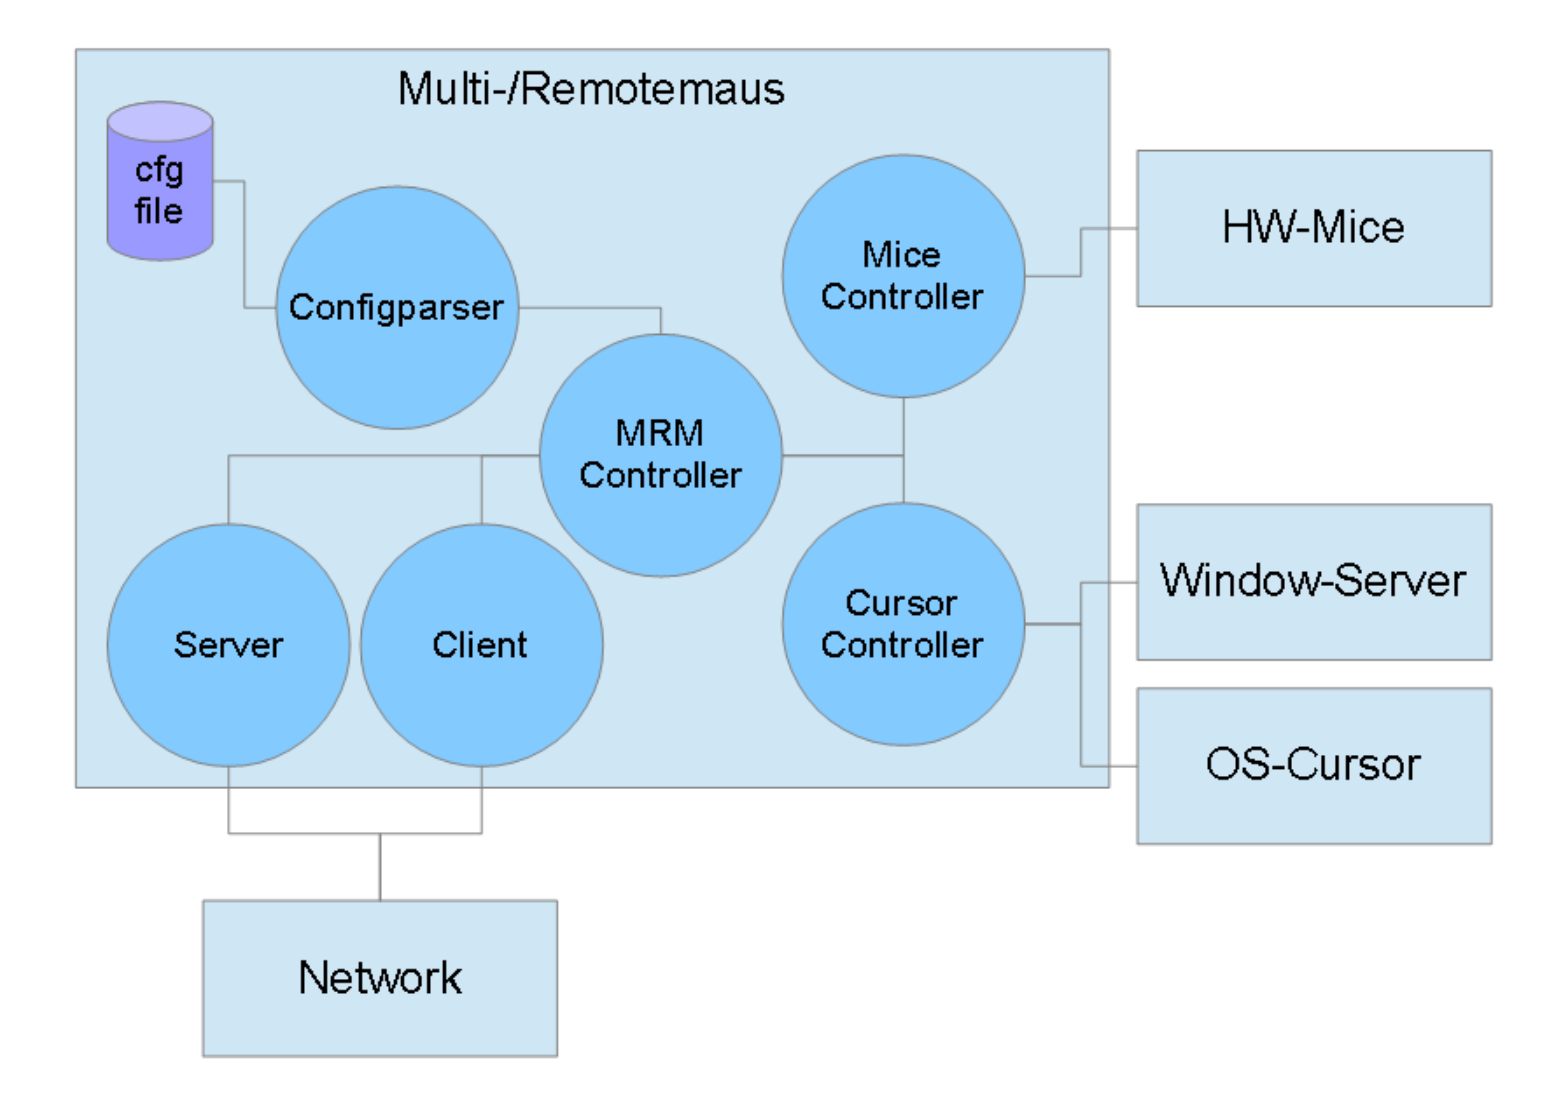 Multi-/Remotemaus
cfg
file
Configparser
Mice
Controller
HW-Mice
MRM
Controller
Server
Client
Cursor
Controller
Window-Server
OS-Cursor
Network